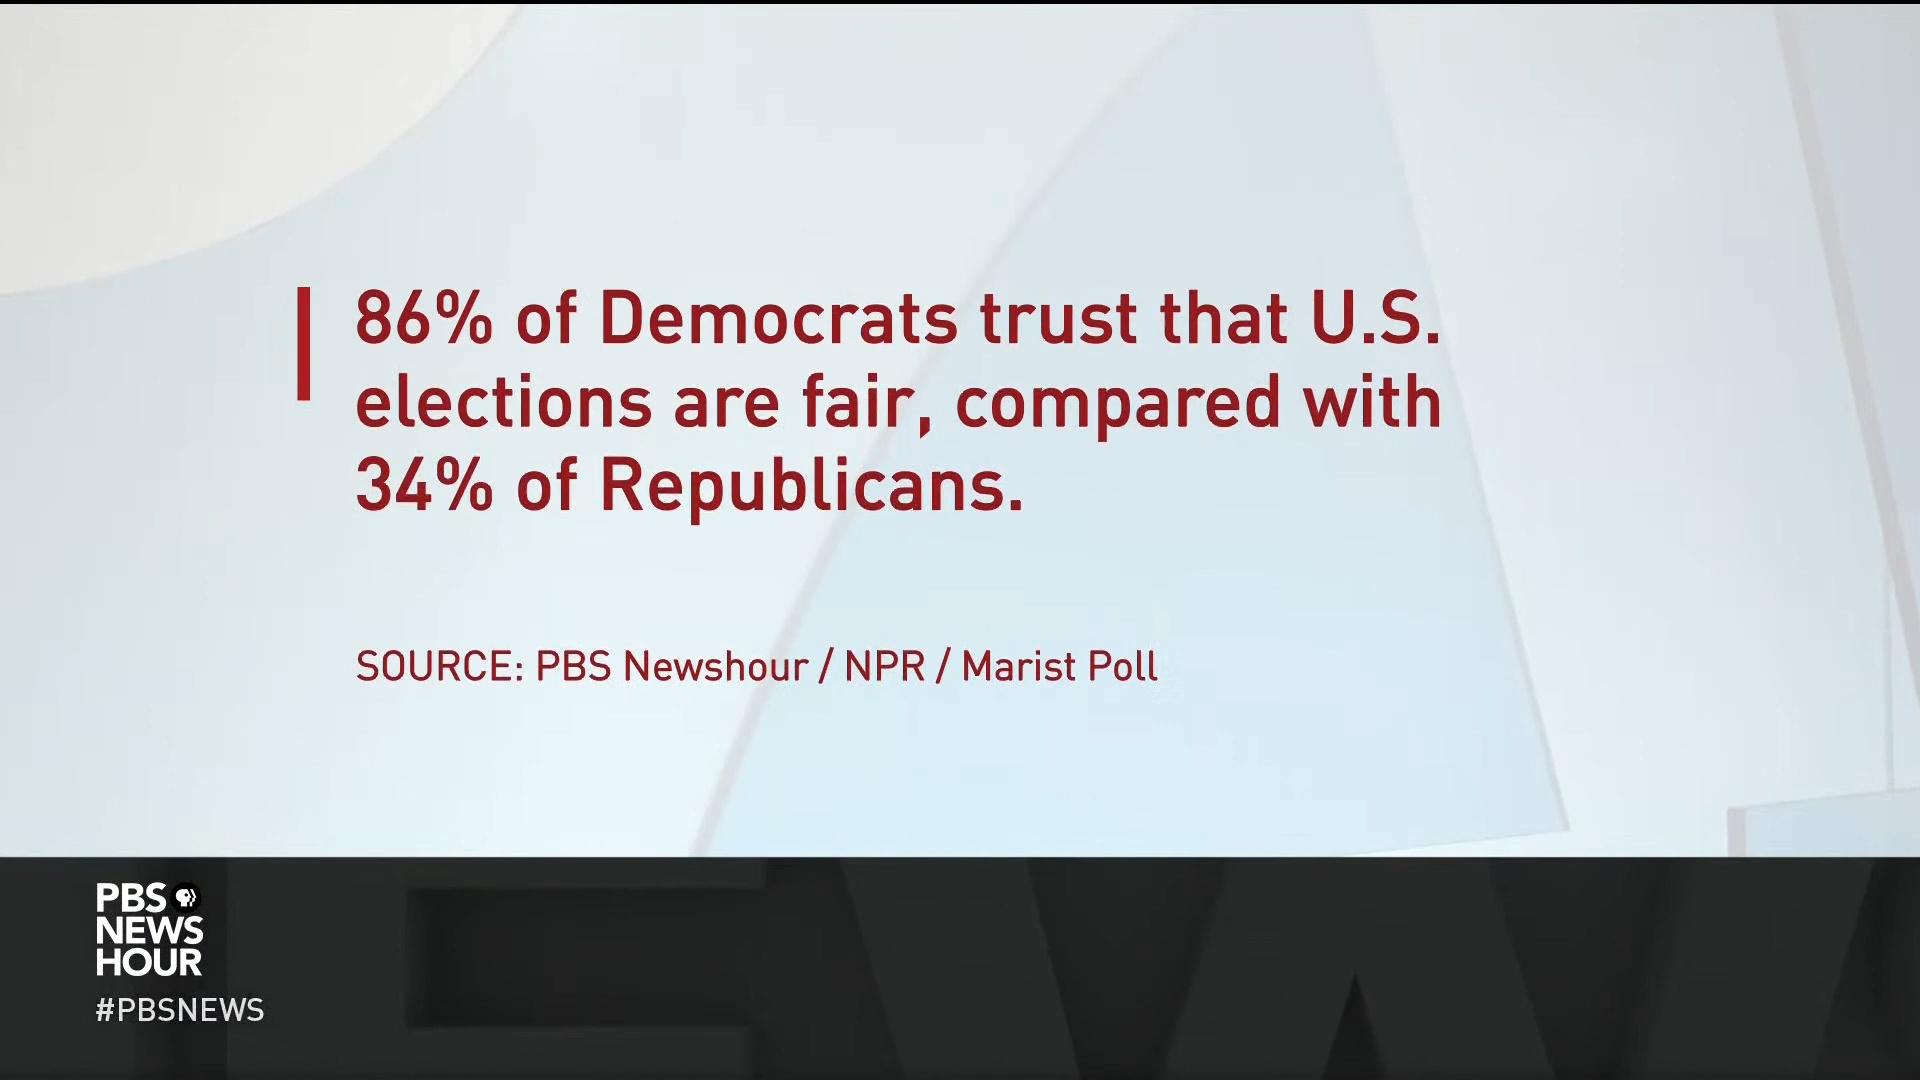 86% of Democrats trust that U.S.
elections are fair, compared with
34% of Republicans.
SOURCE: PBS Newshour / NPR / Marist Poll
PBS
NEWS
HOUR
#PBSNEWS